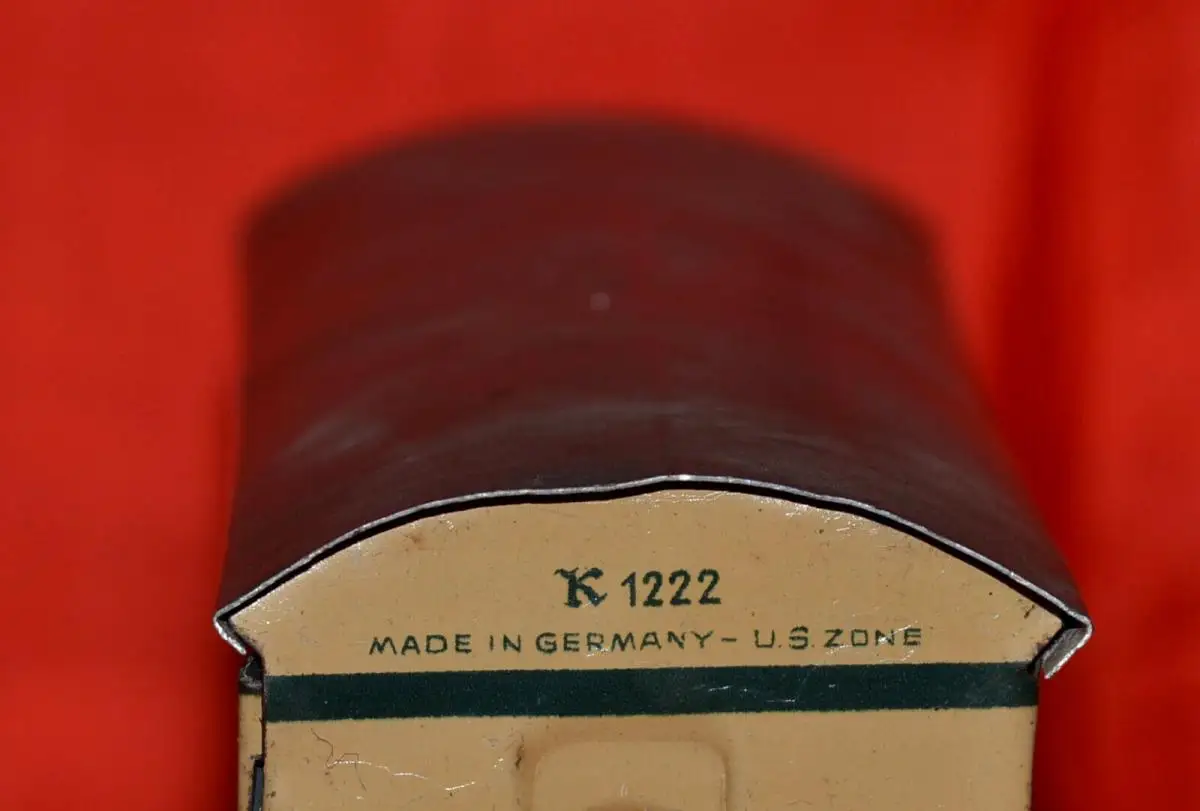 K 1222
MADE IN GERMANY - U.S. ZONE